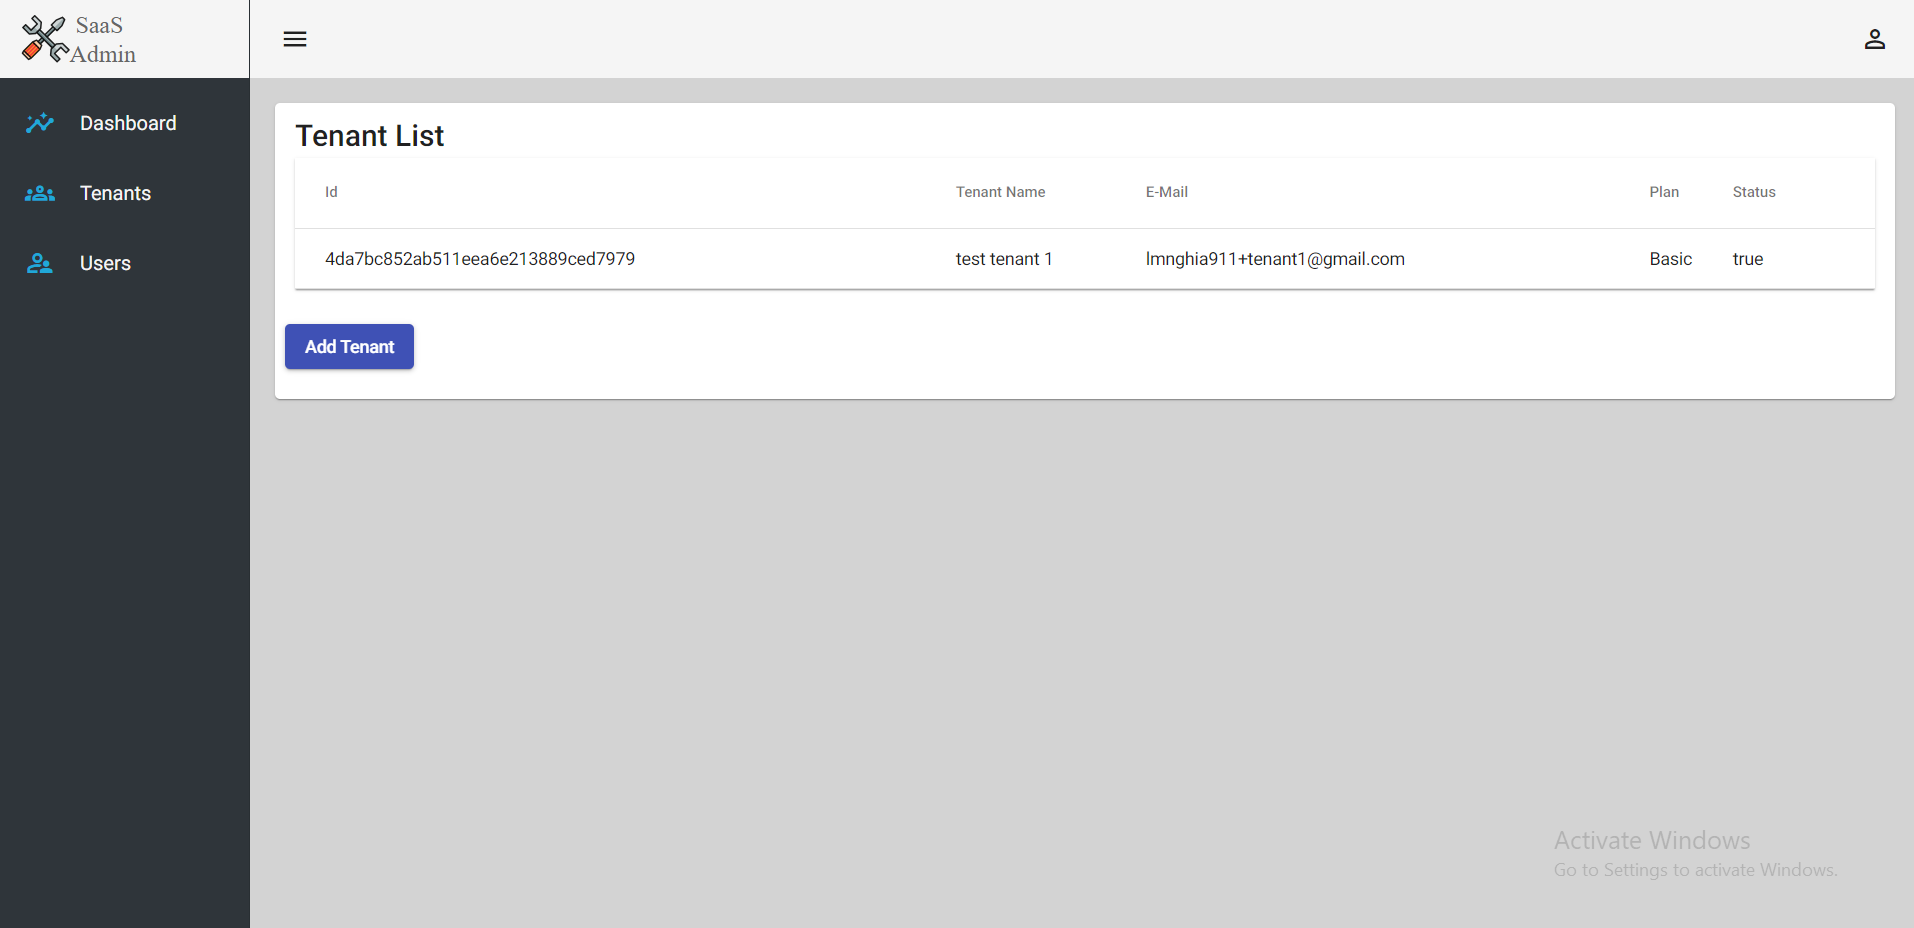 SaaS
Admin
Dashboard
Tenants
Users
Tenant List
Id Tenant Name E-Mail Plan Status
4da7bc852ab511eea6e213889ced7979 test tenant 1 lmnghia911+tenant1@gmail.com Basic true
Add Tenant
Activate Windows
Go to Settings to activate Windows.